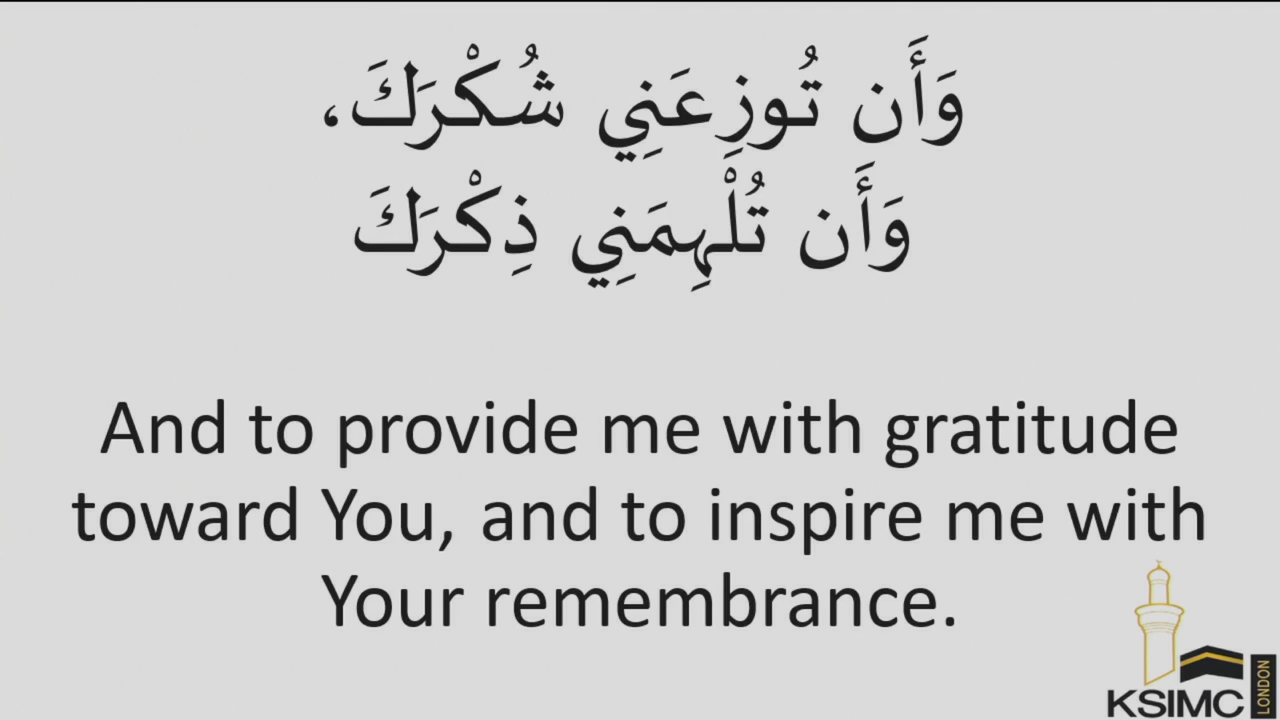 وَأَن تُوزِعَنِي شُكْرَكَ،
وَأَن تُلْهِمَنِي ذِكْرَكَ
And to provide me with gratitude
toward You, and to inspire me with
Your remembrance.
KSIMC
LONDON